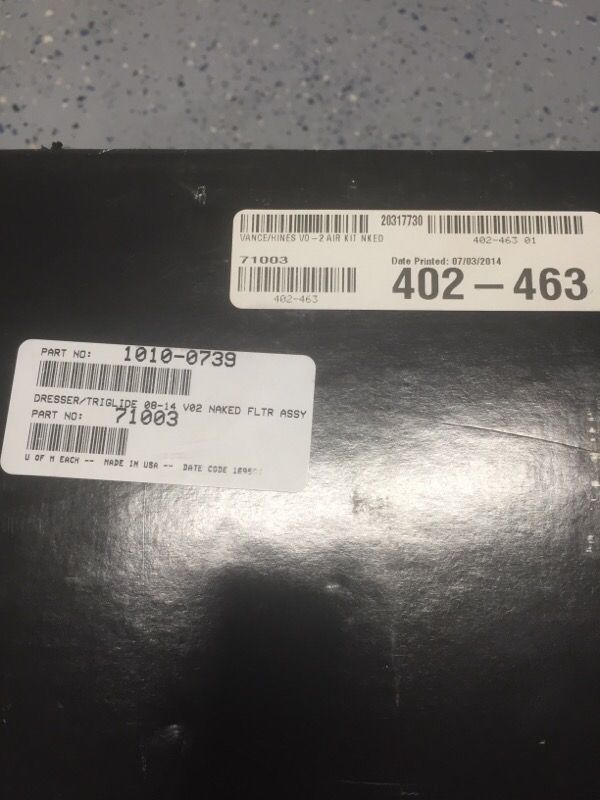 20317730
VANCE/HINES VO-2 AIR KIT NKED
402-463 01
71003
Date Printed: 07/03/2014
402-463
402-463
PART NO: 1010-0739
DRESSER/TRIGLIDE 08-14 V02 NAKED FLTR ASSY
PART NO: 71003
U OF M EACH -- MADE IN USA -- DATE CODE